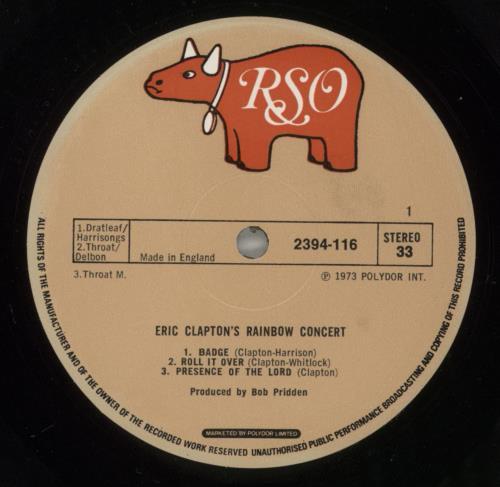 RSO
1
1.Dratleaf/
Harrisongs
2.Throat/
Delbon
3.Throat M.
Made in England
2394-116
STEREO
33
℗ 1973 POLYDOR INT.
ERIC CLAPTON'S RAINBOW CONCERT
1. BADGE (Clapton-Harrison)
2. ROLL IT OVER (Clapton-Whitlock)
3. PRESENCE OF THE LORD (Clapton)
Produced by Bob Pridden
MARKETED BY POLYDOR LIMITED
ALL RIGHTS OF THE MANUFACTURER AND OF THE OWNER OF THE RECORDED WORK RESERVED UNAUTHORISED PUBLIC PERFORMANCE BROADCASTING AND COPYING OF THIS RECORD PROHIBITED